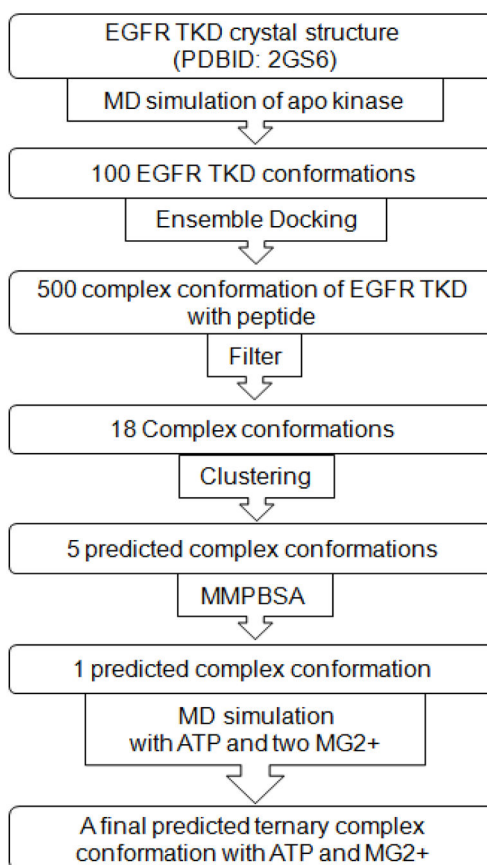 EGFR TKD crystal structure
(PDBID: 2GS6)
MD simulation of apo kinase
100 EGFR TKD conformations
Ensemble Docking
500 complex conformation of EGFR TKD
with peptide
Filter
18 Complex conformations
Clustering
5 predicted complex conformations
MMPBSA
1 predicted complex conformation
MD simulation
with ATP and two MG2+
A final predicted ternary complex
conformation with ATP and MG2+